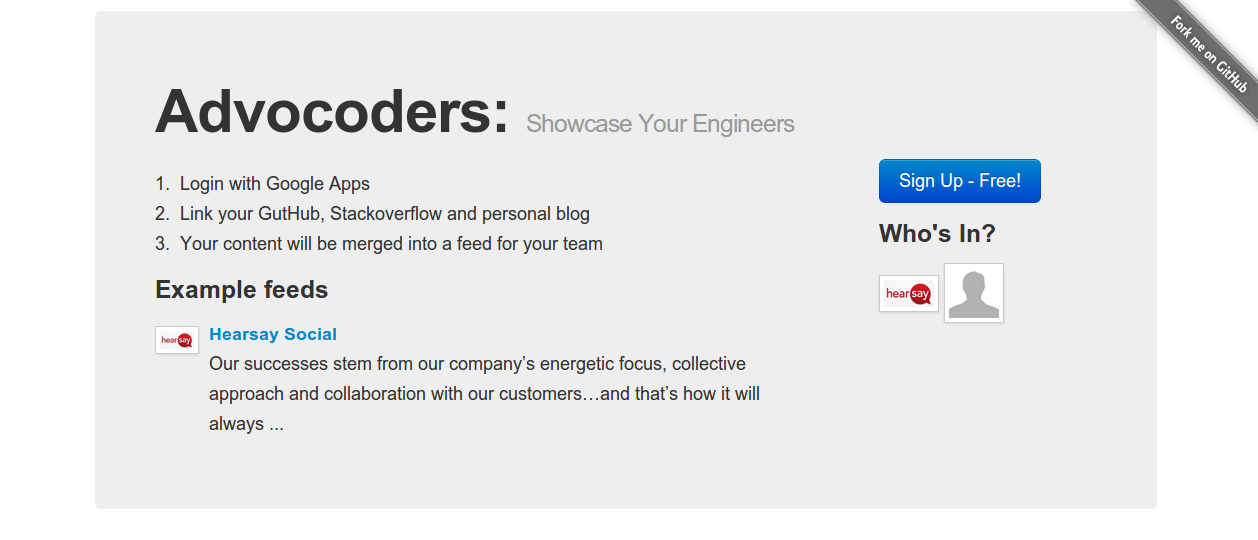 Fork me on GitHub
Advocoders: Showcase Your Engineers
1. Login with Google Apps
2. Link your GutHub, Stackoverflow and personal blog
3. Your content will be merged into a feed for your team
Example feeds
hearsay
Hearsay Social
Our successes stem from our company’s energetic focus, collective
approach and collaboration with our customers…and that’s how it will
always ...
Sign Up - Free!
Who's In?
hearsay